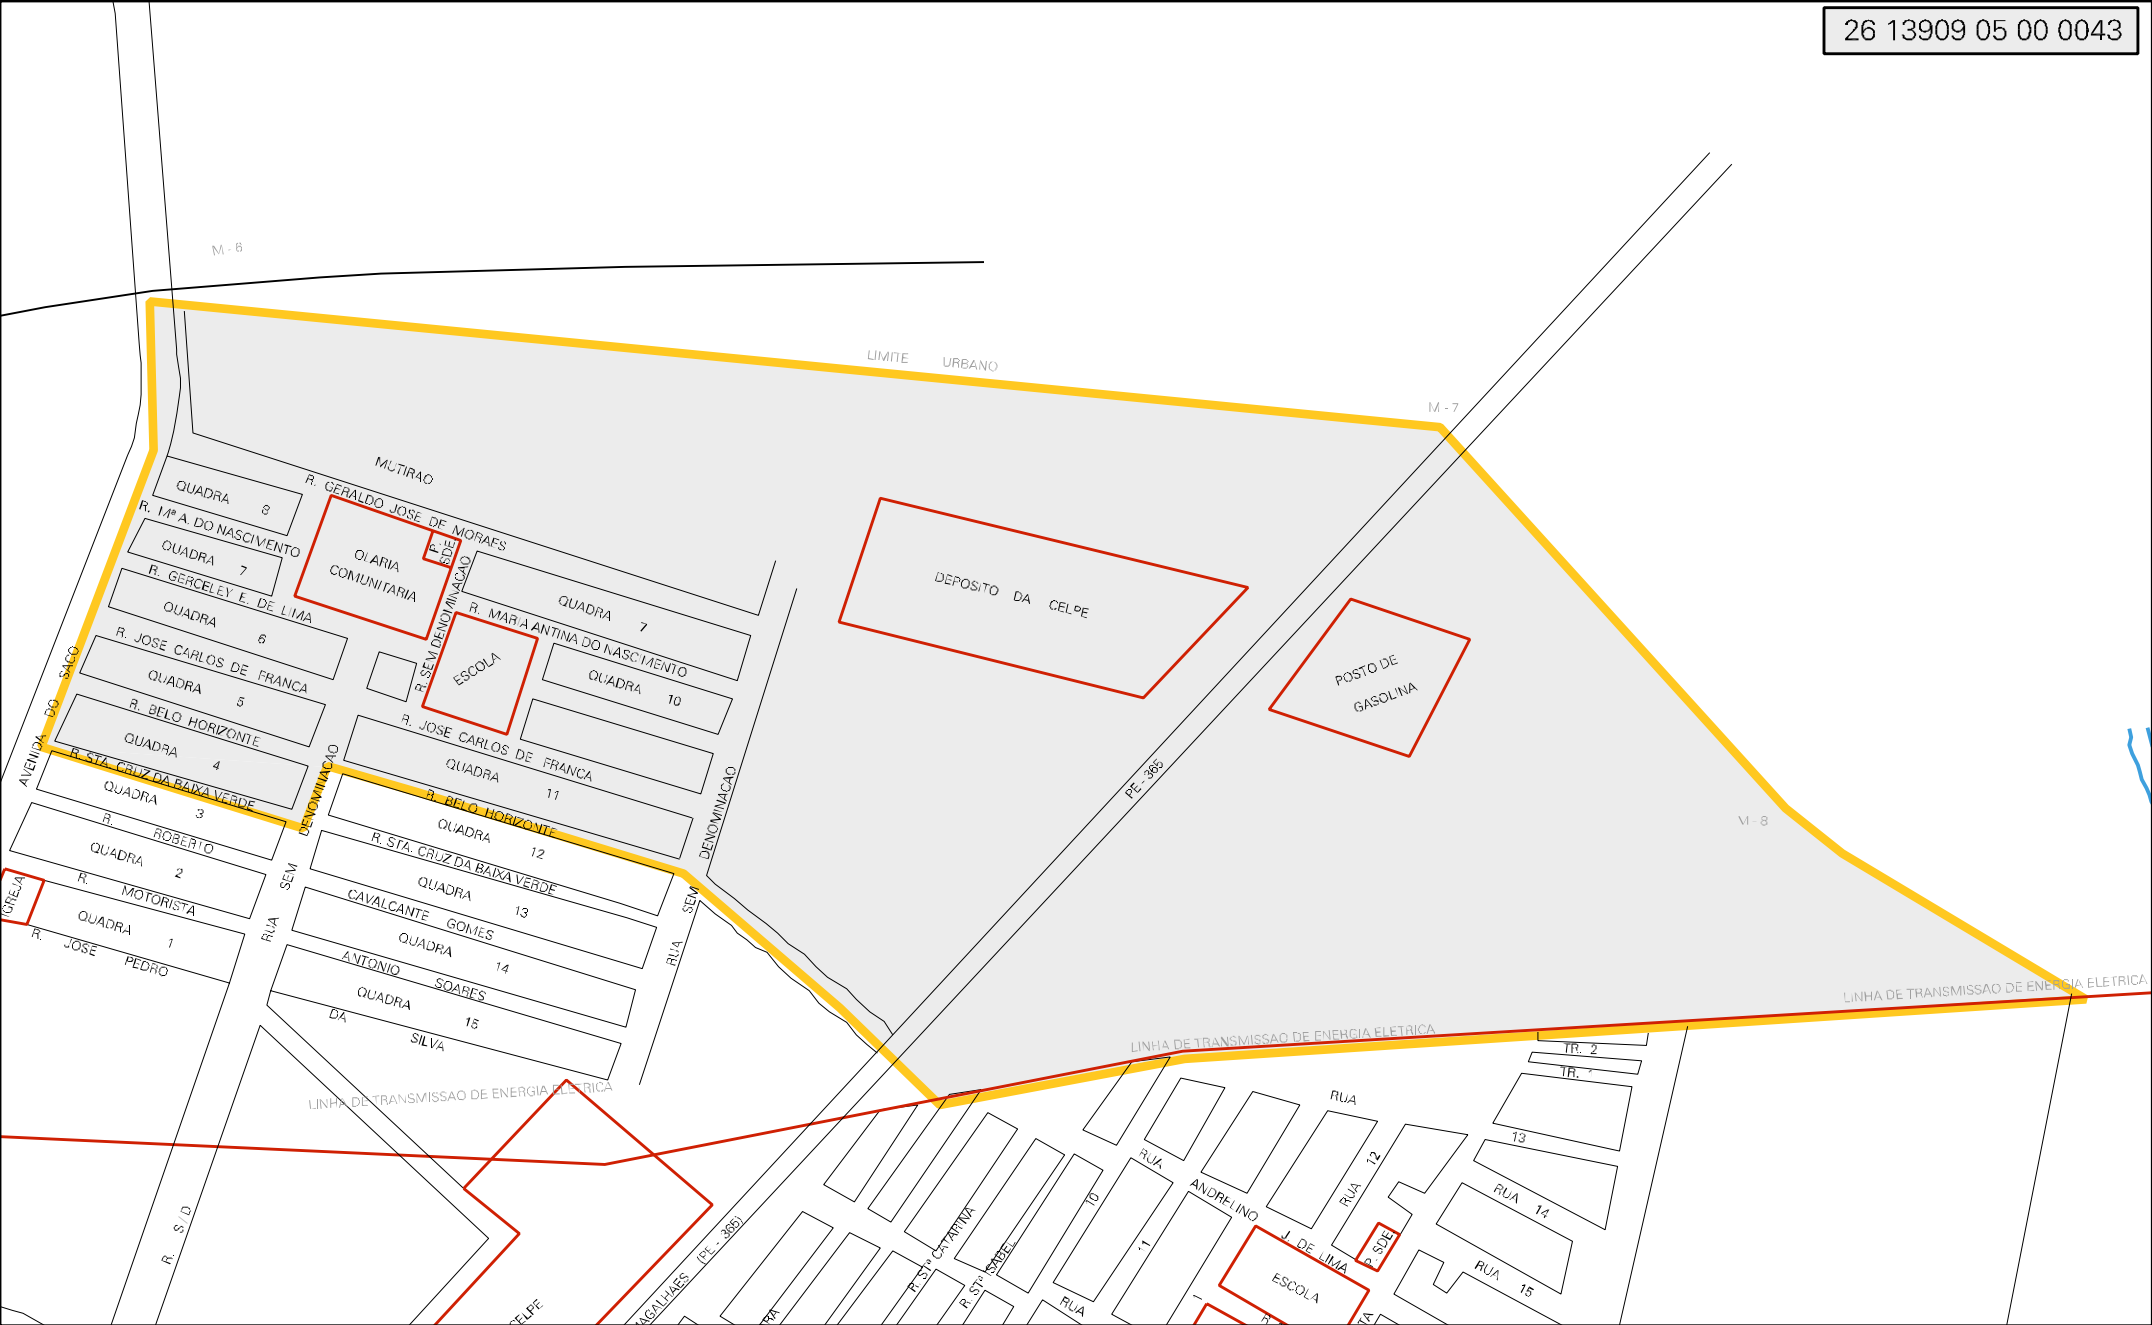 26 13909 05 00 0043
M - 6
LIMITE URBANO
M - 7
MUTIRAO
R. GERALDO JOSE DE MORAES
QUADRA 8
R. Mª A. DO NASCIMENTO
QUADRA 7
R. GERCELEY E. DE LIMA
QUADRA 6
R. JOSE CARLOS DE FRANCA
QUADRA 5
R. BELO HORIZONTE
QUADRA 4
R. STA. CRUZ DA BAIXA VERDE
QUADRA 3
R. ROBERTO
QUADRA 2
R. MOTORISTA
QUADRA 1
R. JOSE PEDRO
IGREJA
AVENIDA DO SACO
OLARIA
COMUNITARIA
P.
SDE
R. SEM DENOMINACAO
ESCOLA
QUADRA 7
R. MARIA ANTINA DO NASCIMENTO
QUADRA 10
R. JOSE CARLOS DE FRANCA
QUADRA 11
R. BELO HORIZONTE
QUADRA 12
R. STA. CRUZ DA BAIXA VERDE
QUADRA 13
CAVALCANTE GOMES
QUADRA 14
ANTONIO SOARES
QUADRA 15
DA SILVA
RUA SEM DENOMINACAO
RUA SEM DENOMINACAO
DEPOSITO DA CELPE
POSTO DE
GASOLINA
PE - 365
M - 8
LINHA DE TRANSMISSAO DE ENERGIA ELETRICA
LINHA DE TRANSMISSAO DE ENERGIA ELETRICA
LINHA DE TRANSMISSAO DE ENERGIA ELETRICA
R. S/D
CELPE
MAGALHAES (PE - 365)
R. STª CATARINA
R. STª ISABEL
10
11
RUA
RUA ANDRELINO J. DE LIMA
RUA
RUA 12
P. SDE
ESCOLA
TR. 2
TR.
13
RUA 14
RUA 15